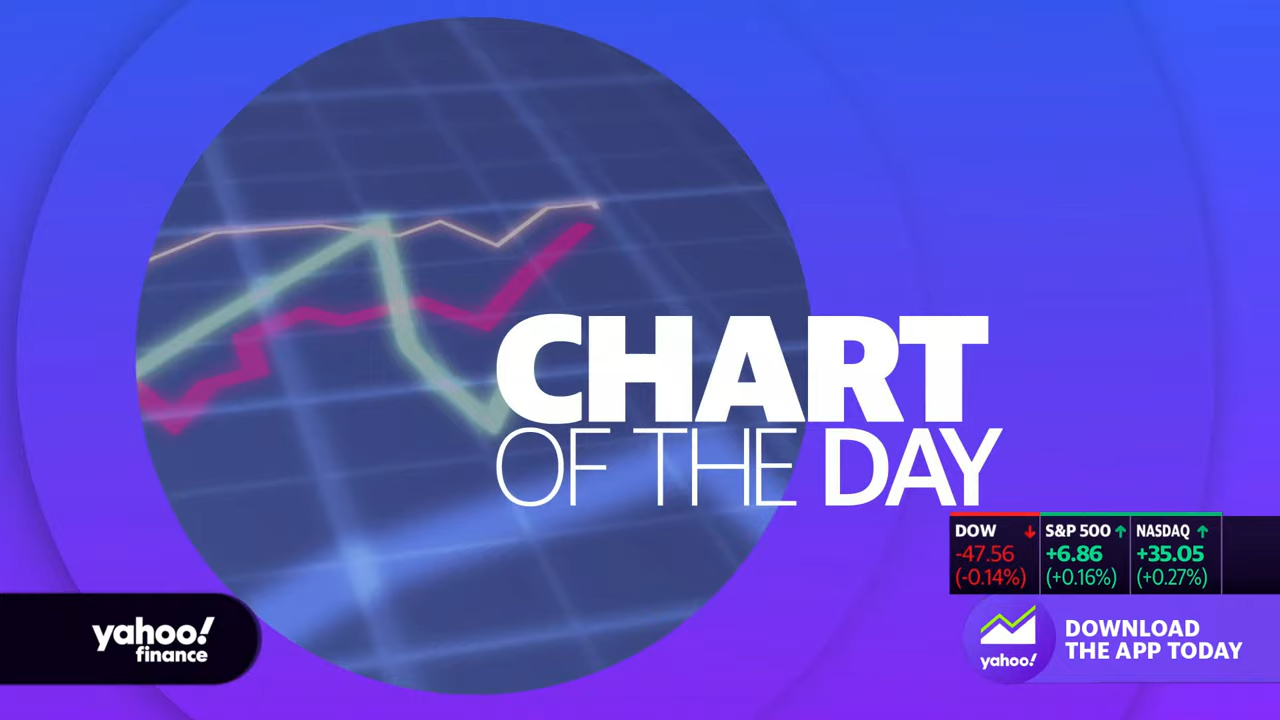 CHART
OF THE DAY
DOW ↓
-47.56
(-0.14%)
S&P 500 ↑
+6.86
(+0.16%)
NASDAQ ↑
+35.05
(+0.27%)
yahoo!
finance
yahoo!
DOWNLOAD
THE APP TODAY